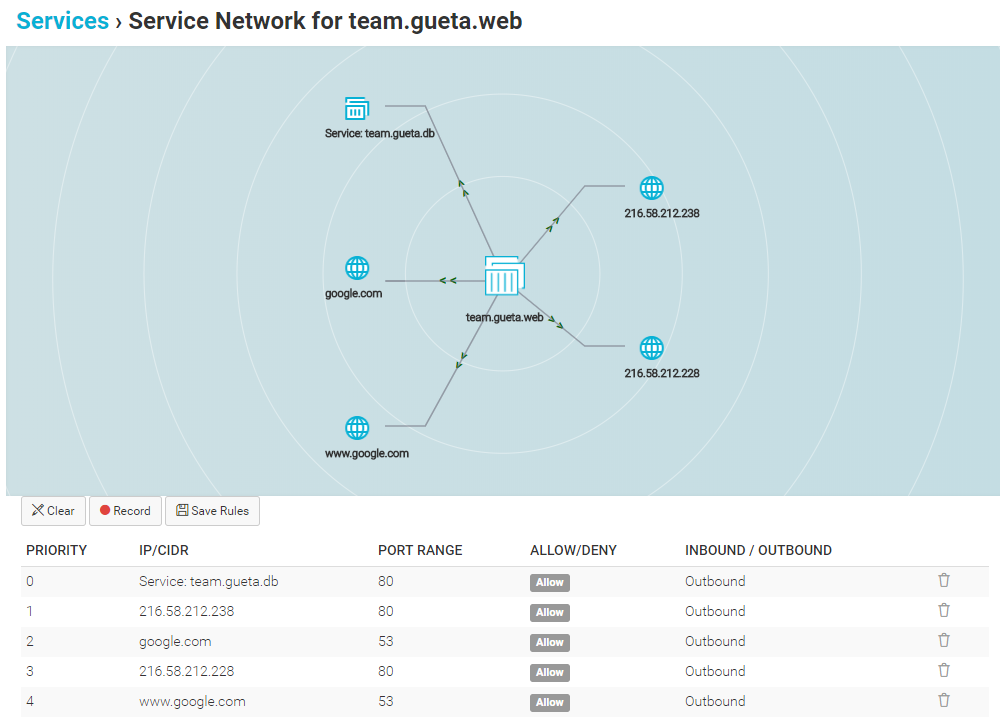 Services › Service Network for team.gueta.web
Service: team.gueta.db
216.58.212.238
google.com
team.gueta.web
216.58.212.228
www.google.com
Clear Record Save Rules
PRIORITY IP/CIDR PORT RANGE ALLOW/DENY INBOUND / OUTBOUND
0 Service: team.gueta.db 80 Allow Outbound
1 216.58.212.238 80 Allow Outbound
2 google.com 53 Allow Outbound
3 216.58.212.228 80 Allow Outbound
4 www.google.com 53 Allow Outbound